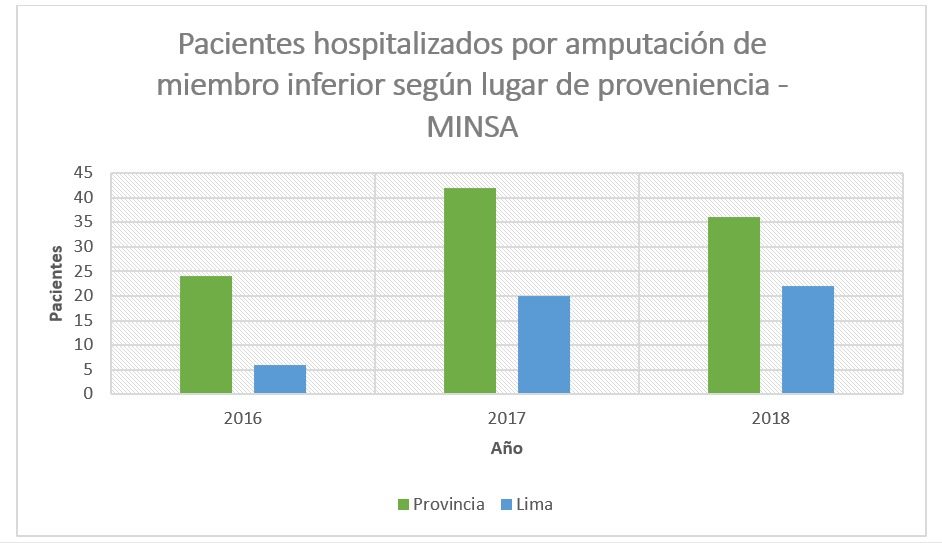 Pacientes hospitalizados por amputación de
miembro inferior según lugar de proveniencia -
MINSA
45
40
35
30
25
20
15
10
5
0
Pacientes
2016 2017 2018
Año
Provincia Lima